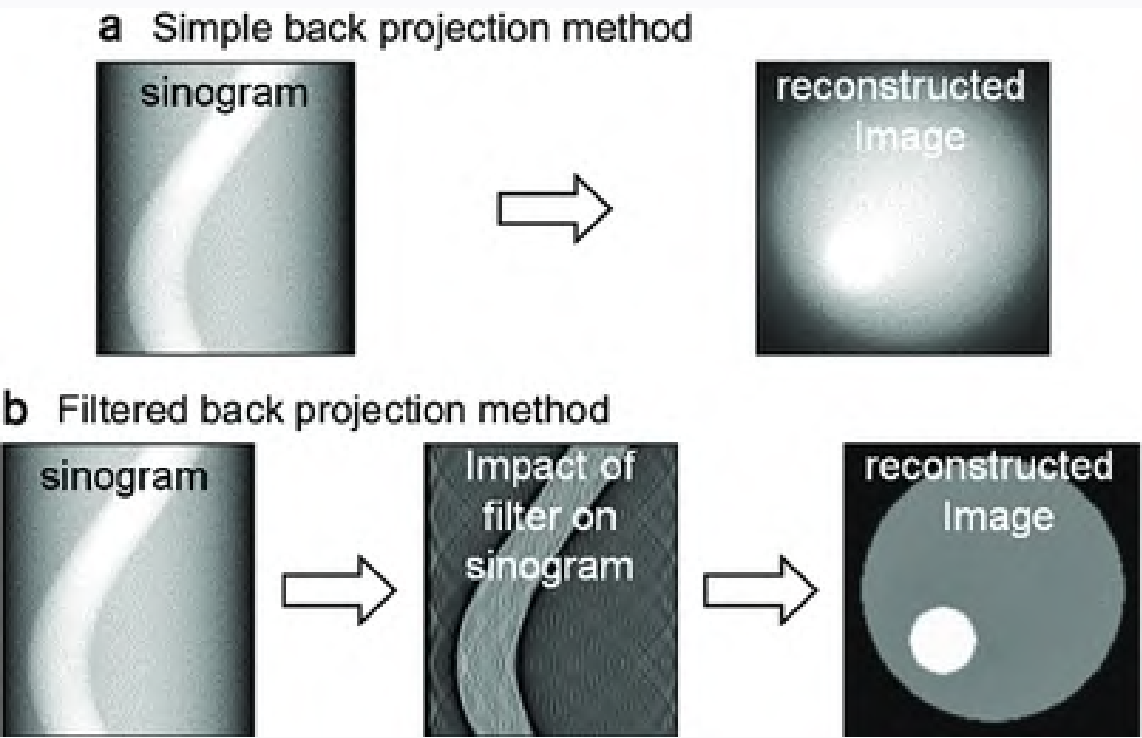 a Simple back projection method
sinogram
reconstructed
Image
b Filtered back projection method
sinogram
Impact of
filter on
sinogram
reconstructed
Image